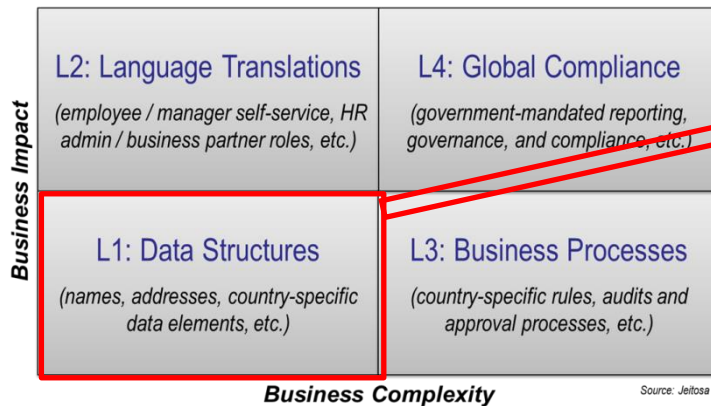 Business Impact
L2: Language Translations
(employee / manager self-service, HR
admin / business partner roles, etc.)
L4: Global Compliance
(government-mandated reporting,
governance, and compliance, etc.)
L1: Data Structures
(names, addresses, country-specific
data elements, etc.)
L3: Business Processes
(country-specific rules, audits and
approval processes, etc.)
Business Complexity
Source: Jeitosa